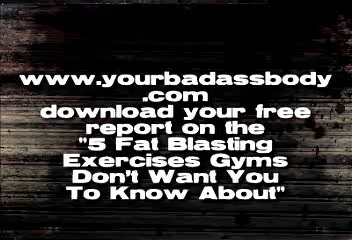 www.yourbadassbody
.com
download your free
report on the
"5 Fat Blasting
Exercises Gyms
Don't Want You
To Know About"